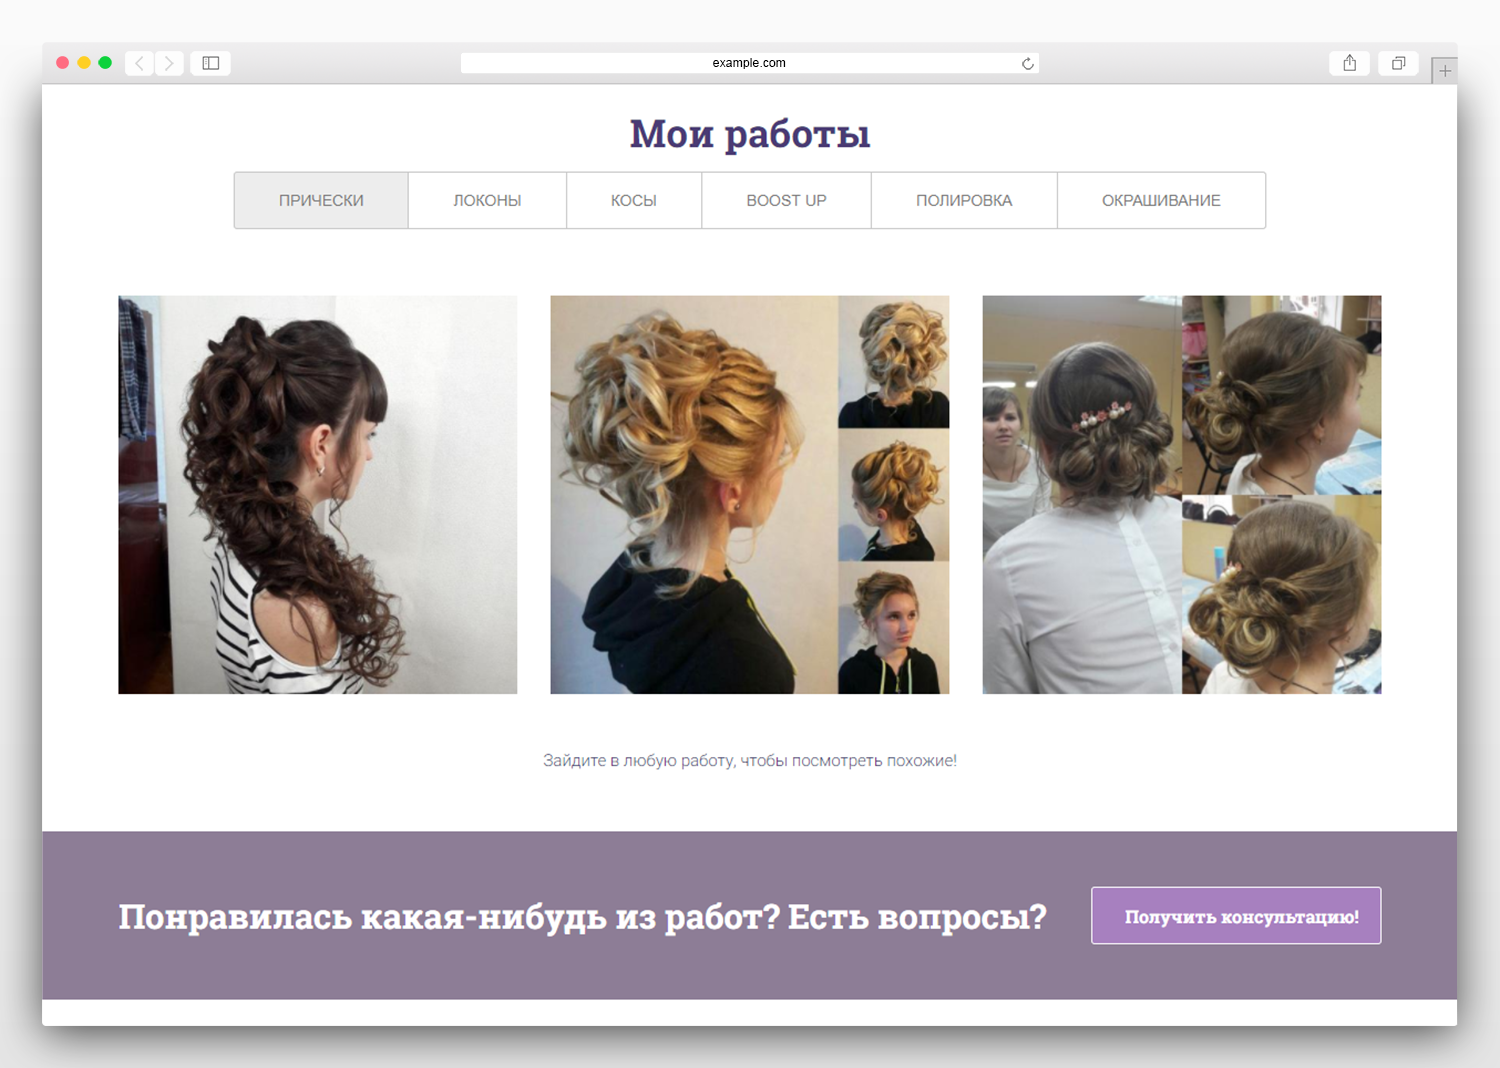 example.com
Мои работы
ПРИЧЕСКИ
ЛОКОНЫ
КОСЫ
BOOST UP
ПОЛИРОВКА
ОКРАШИВАНИЕ
Зайдите в любую работу, чтобы посмотреть похожие!
Понравилась какая-нибудь из работ? Есть вопросы?
Получить консультацию!